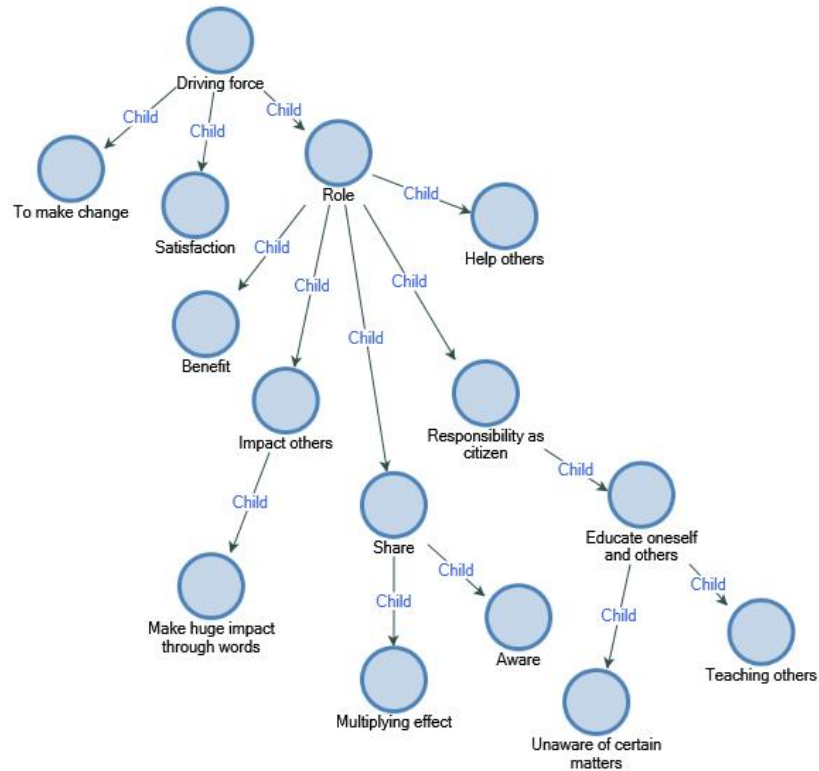 Driving force
Child
Child
Child
To make change
Satisfaction
Role
Child
Help others
Child
Child
Child
Child
Benefit
Impact others
Responsibility as
citizen
Child
Child
Share
Educate oneself
and others
Child
Child
Child
Child
Make huge impact
through words
Aware
Teaching others
Multiplying effect
Unaware of certain
matters